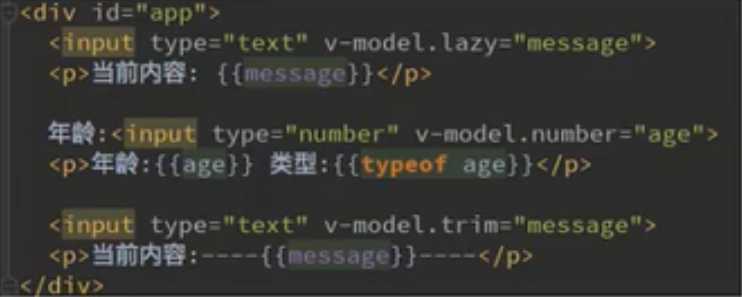 <div id="app">
<input type="text" v-model.lazy="message">
<p>当前内容: {{message}}</p>
年龄:<input type="number" v-model.number="age">
<p>年龄:{{age}} 类型:{{typeof age}}</p>
<input type="text" v-model.trim="message">
<p>当前内容:----{{message}}----</p>
</div>